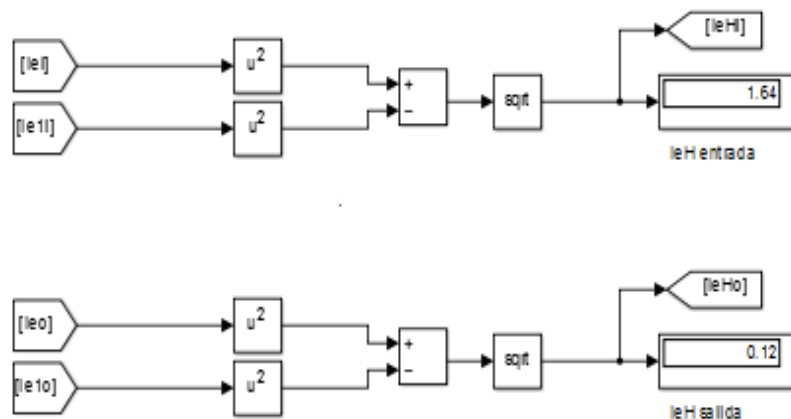 [IeI]
u²
[IeHI]
+
−
sqrt
1.64
[Ie1I]
u²
IeH entrada
[Ieo]
u²
[IeHo]
+
−
sqrt
0.12
[Ie1o]
u²
IeH salida